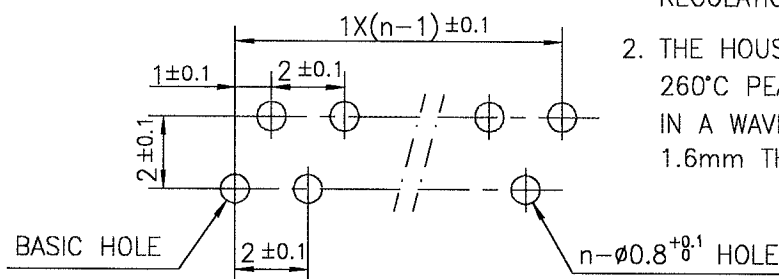 REGULATIO
1X(n-1) ±0.1
2. THE HOUS
1±0.1
2 ±0.1
260°C PEA
IN A WAVE
2 ±0.1
1.6mm TH
BASIC HOLE
2 ±0.1
n-ø0.8 +0.1 0 HOLE